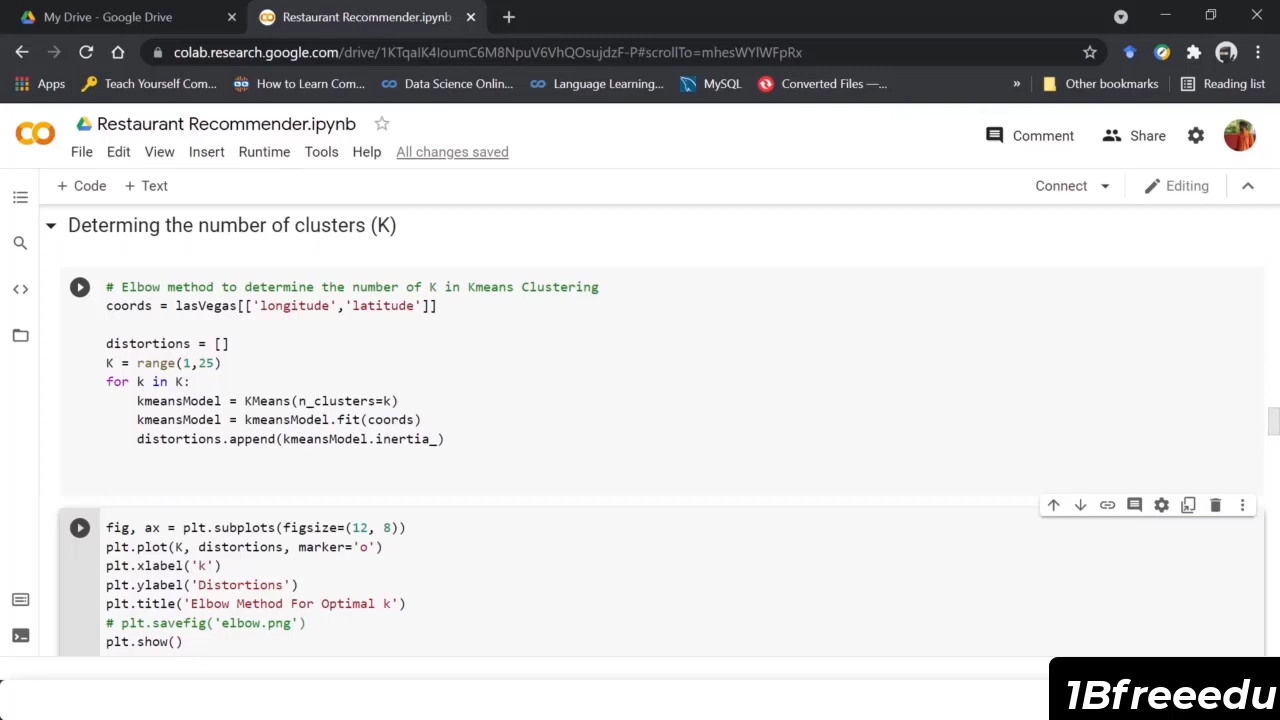 My Drive - Google Drive
Restaurant Recommender.ipynb
colab.research.google.com/drive/1KTqaIK4IoumC6M8NpuV6VhQOsujdzF-P#scrollTo=mhesWYlWFpRx
Apps
Teach Yourself Com...
How to Learn Com...
Data Science Onlin...
Language Learning,...
MySQL
Converted Files —...
»
Other bookmarks
Reading list
CO
Restaurant Recommender.ipynb
Comment
Share
File Edit View Insert Runtime Tools Help All changes saved
+ Code + Text
Connect
Editing
Determing the number of clusters (K)
# Elbow method to determine the number of K in Kmeans Clustering
coords = lasVegas[['longitude','latitude']]
distortions = []
K = range(1,25)
for k in K:
kmeansModel = KMeans(n_clusters=k)
kmeansModel = kmeansModel.fit(coords)
distortions.append(kmeansModel.inertia_)
fig, ax = plt.subplots(figsize=(12, 8))
plt.plot(K, distortions, marker='o')
plt.xlabel('k')
plt.ylabel('Distortions')
plt.title('Elbow Method For Optimal k')
# plt.savefig('elbow.png')
plt.show()
1Bfreeedu